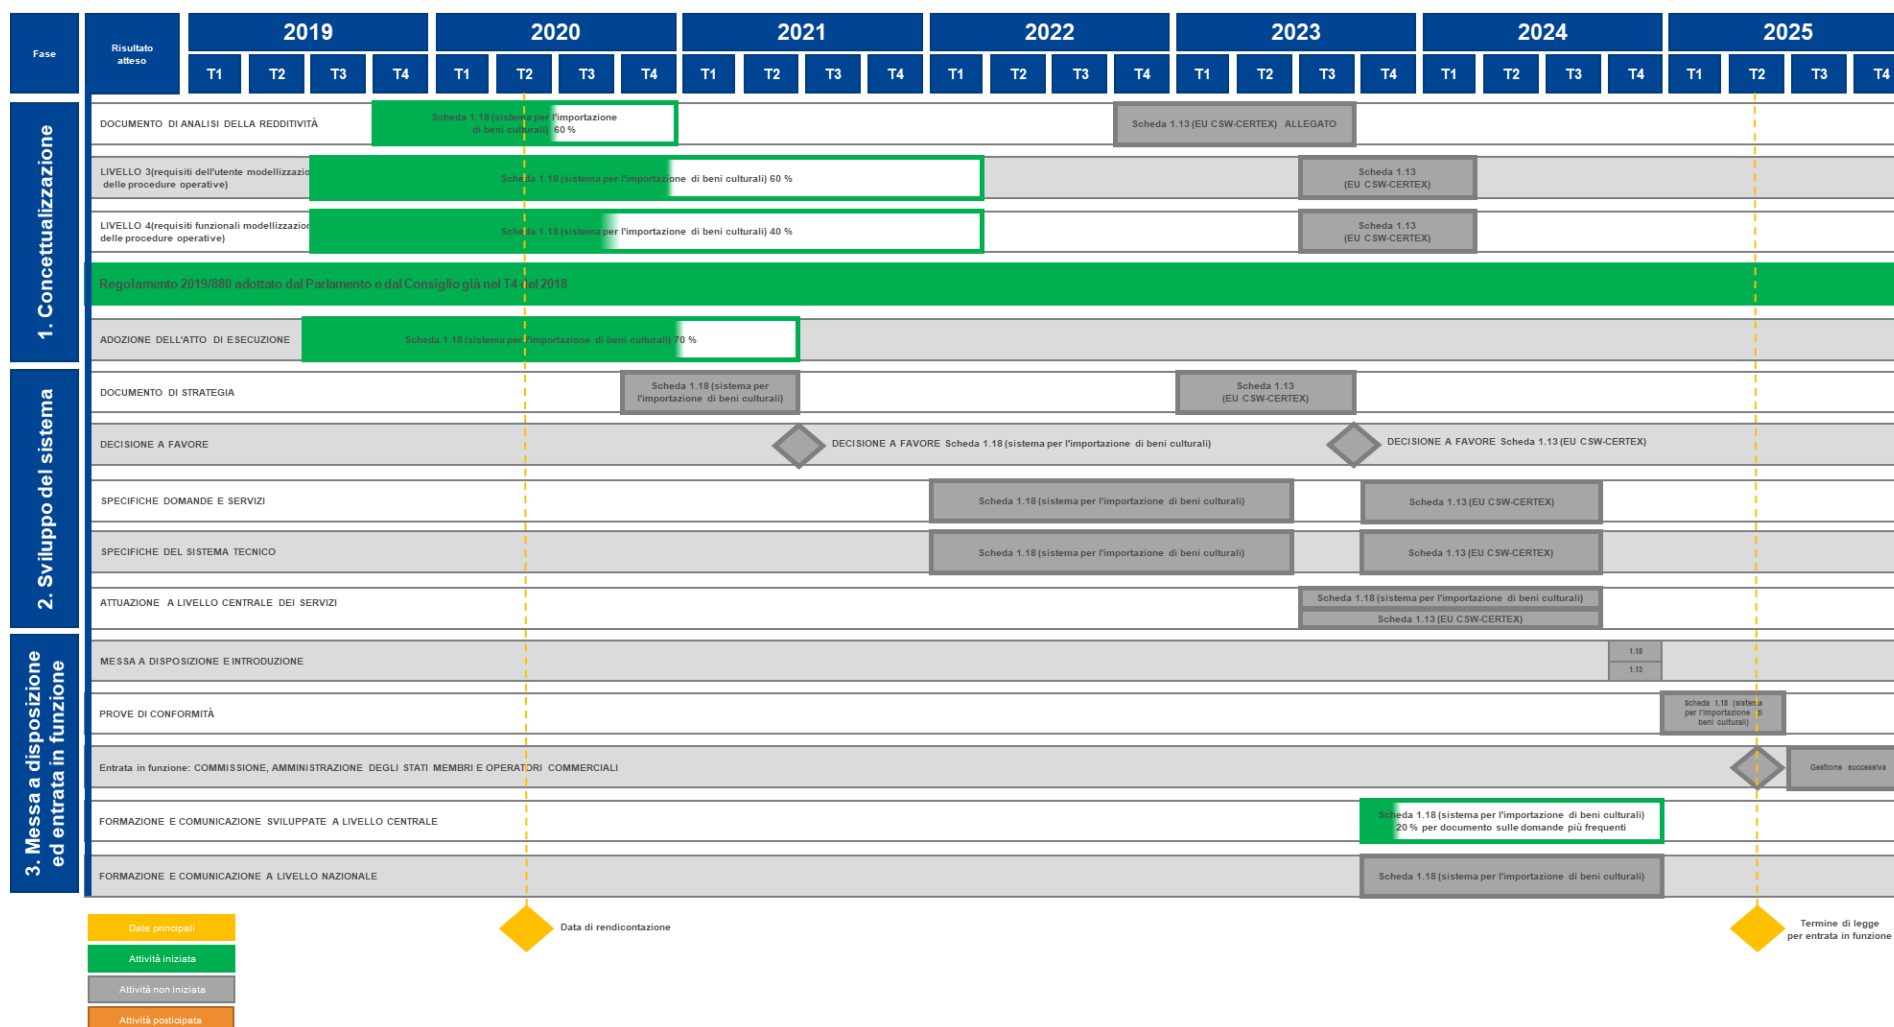 Fase
Risultato
atteso
2019
2020
2021
2022
2023
2024
2025
T1
T2
T3
T4
T1
T2
T3
T4
T1
T2
T3
T4
T1
T2
T3
T4
T1
T2
T3
T4
T1
T2
T3
T4
T1
T2
T3
T4
1. Concettualizzazione
DOCUMENTO DI ANALISI DELLA REDDITIVITÀ
Scheda 1.18 (sistema per l'importazione
di beni culturali) 60 %
Scheda 1.13 (EU CSW-CERTEX) ALLEGATO
LIVELLO 3(requisiti dell'utente modellizzazio
delle procedure operative)
Scheda 1.18 (sistema per l'importazione di beni culturali) 60 %
Scheda 1.13
(EU CSW-CERTEX)
LIVELLO 4(requisiti funzionali modellizzazion
delle procedure operative)
Scheda 1.18 (sistema per l'importazione di beni culturali) 40 %
Scheda 1.13
(EU CSW-CERTEX)
Regolamento 2019/880 adottato dal Parlamento e dal Consiglio già nel T4 del 2018
ADOZIONE DELL'ATTO DI ESECUZIONE
Scheda 1.18 (sistema per l'importazione di beni culturali) 70 %
2. Sviluppo del sistema
DOCUMENTO DI STRATEGIA
Scheda 1.18 (sistema per
l'importazione di beni culturali)
Scheda 1.13
(EU CSW-CERTEX)
DECISIONE A FAVORE
DECISIONE A FAVORE Scheda 1.18 (sistema per l'importazione di beni culturali)
DECISIONE A FAVORE Scheda 1.13 (EU CSW-CERTEX)
SPECIFICHE DOMANDE E SERVIZI
Scheda 1.18 (sistema per l'importazione di beni culturali)
Scheda 1.13 (EU CSW-CERTEX)
SPECIFICHE DEL SISTEMA TECNICO
Scheda 1.18 (sistema per l'importazione di beni culturali)
Scheda 1.13 (EU CSW-CERTEX)
ATTUAZIONE A LIVELLO CENTRALE DEI SERVIZI
Scheda 1.18 (sistema per l'importazione di beni culturali)
Scheda 1.13 (EU CSW-CERTEX)
3. Messa a disposizione
ed entrata in funzione
MESSA A DISPOSIZIONE E INTRODUZIONE
1.18
1.13
PROVE DI CONFORMITÀ
Scheda 1.18 (sistema
per l'importazione di
beni culturali)
Entrata in funzione: COMMISSIONE, AMMINISTRAZIONE DEGLI STATI MEMBRI E OPERATORI COMMERCIALI
Gestione successiva
FORMAZIONE E COMUNICAZIONE SVILUPPATE A LIVELLO CENTRALE
Scheda 1.18 (sistema per l'importazione di beni culturali)
20 % per documento sulle domande più frequenti
FORMAZIONE E COMUNICAZIONE A LIVELLO NAZIONALE
Scheda 1.18 (sistema per l'importazione di beni culturali)
Data di rendicontazione
Termine di legge
per entrata in funzione
Date principali
Attività iniziata
Attività non iniziata
Attività posticipata